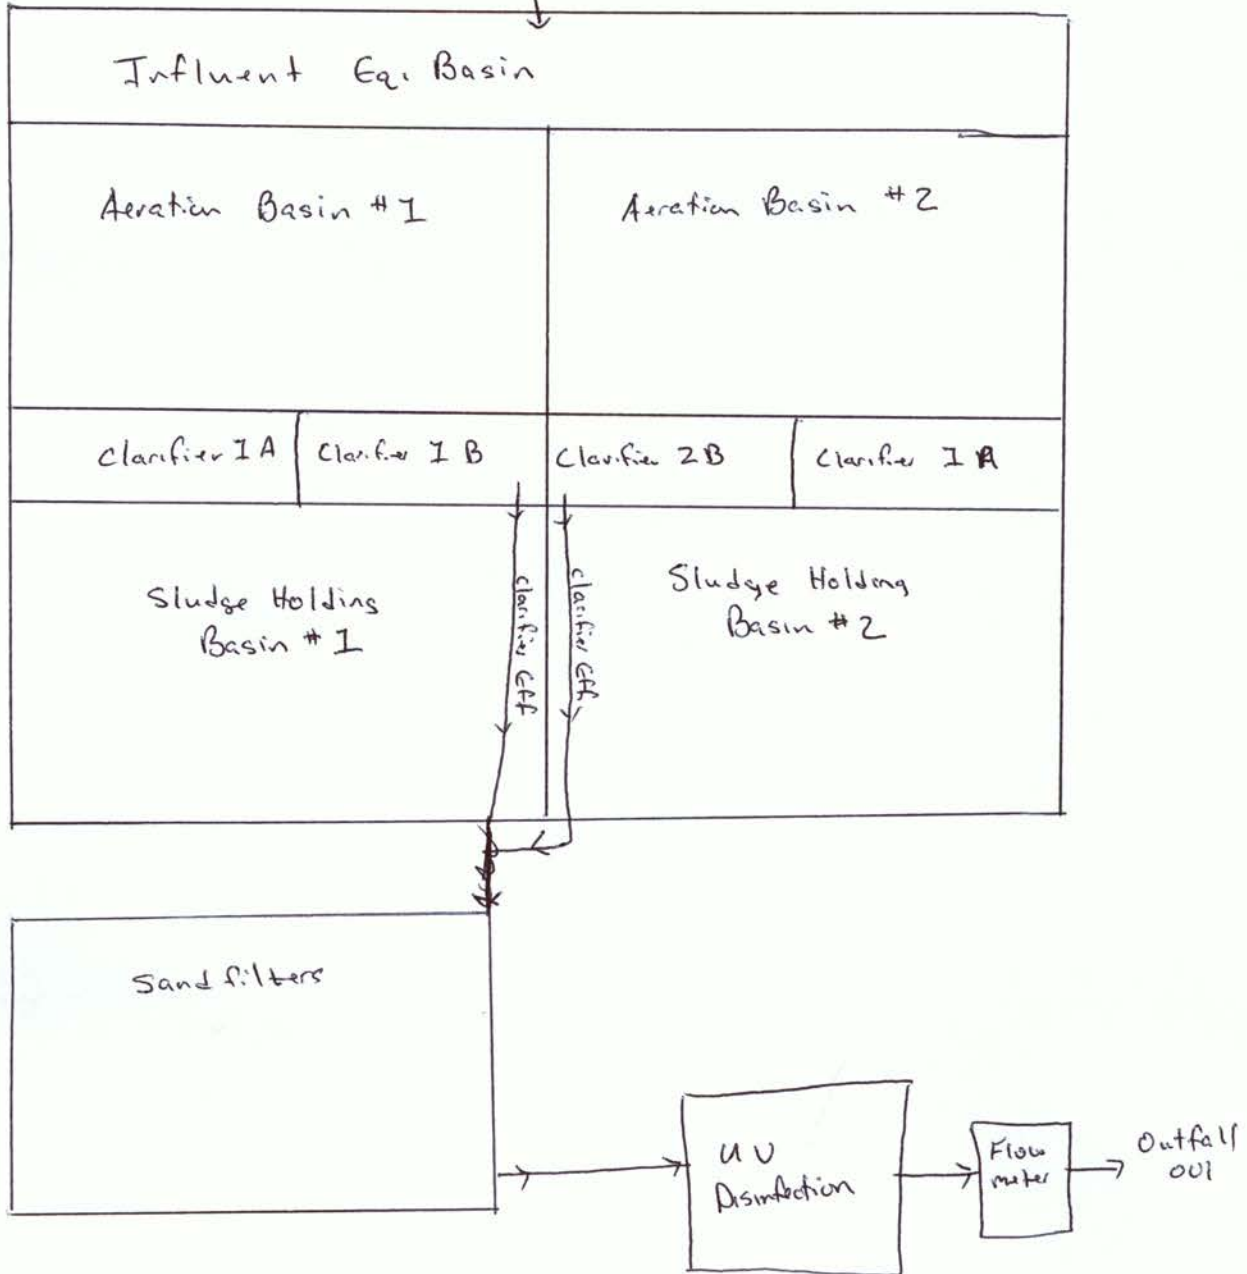 Influent Eq. Basin
Aeration Basin #1
Aeration Basin #2
Clarifier 1A
Clarifier 1B
Clarifier 2B
Clarifier 1A
clarifier Eff
clarifier Eff.
Sludge Holding
Basin #1
Sludge Holding
Basin #2
Sand filters
UV
Disinfection
Flow
meter
Outfall
001